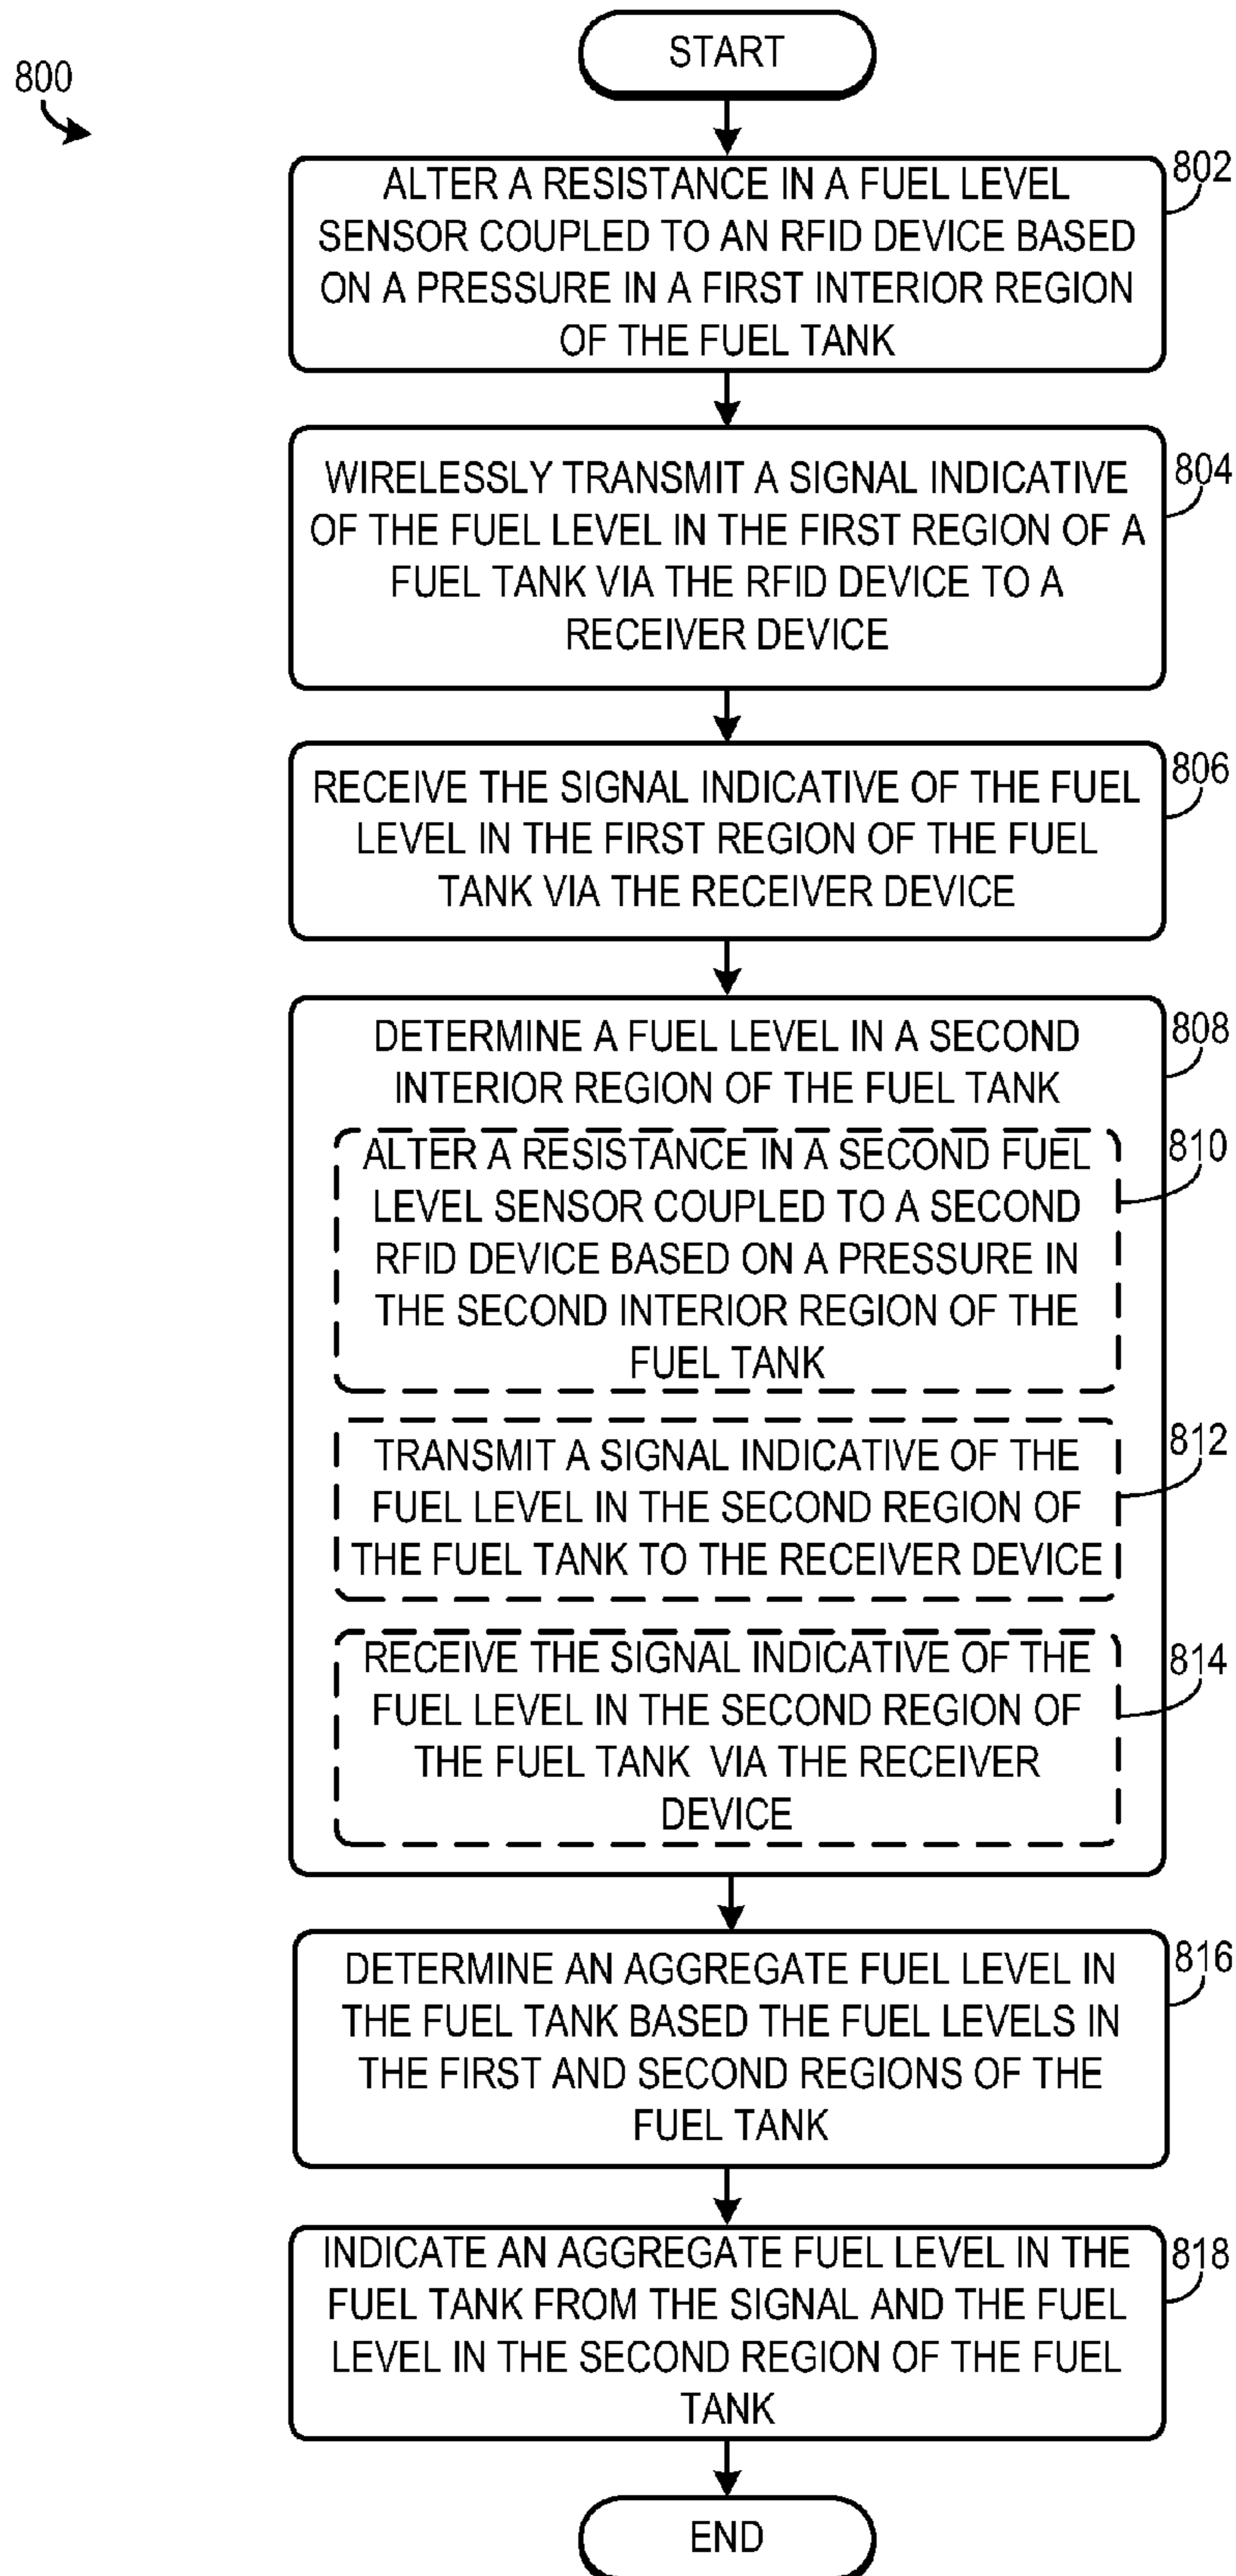 START
800
ALTER A RESISTANCE IN A FUEL LEVEL
SENSOR COUPLED TO AN RFID DEVICE BASED
ON A PRESSURE IN A FIRST INTERIOR REGION
OF THE FUEL TANK
802
WIRELESSLY TRANSMIT A SIGNAL INDICATIVE
OF THE FUEL LEVEL IN THE FIRST REGION OF A
FUEL TANK VIA THE RFID DEVICE TO A
RECEIVER DEVICE
804
RECEIVE THE SIGNAL INDICATIVE OF THE FUEL
LEVEL IN THE FIRST REGION OF THE FUEL
TANK VIA THE RECEIVER DEVICE
806
DETERMINE A FUEL LEVEL IN A SECOND
INTERIOR REGION OF THE FUEL TANK
808
ALTER A RESISTANCE IN A SECOND FUEL
LEVEL SENSOR COUPLED TO A SECOND
RFID DEVICE BASED ON A PRESSURE IN
THE SECOND INTERIOR REGION OF THE
FUEL TANK
810
TRANSMIT A SIGNAL INDICATIVE OF THE
FUEL LEVEL IN THE SECOND REGION OF
THE FUEL TANK TO THE RECEIVER DEVICE
812
RECEIVE THE SIGNAL INDICATIVE OF THE
FUEL LEVEL IN THE SECOND REGION OF
THE FUEL TANK VIA THE RECEIVER
DEVICE
814
DETERMINE AN AGGREGATE FUEL LEVEL IN
THE FUEL TANK BASED THE FUEL LEVELS IN
THE FIRST AND SECOND REGIONS OF THE
FUEL TANK
816
INDICATE AN AGGREGATE FUEL LEVEL IN THE
FUEL TANK FROM THE SIGNAL AND THE FUEL
LEVEL IN THE SECOND REGION OF THE FUEL
TANK
818
END